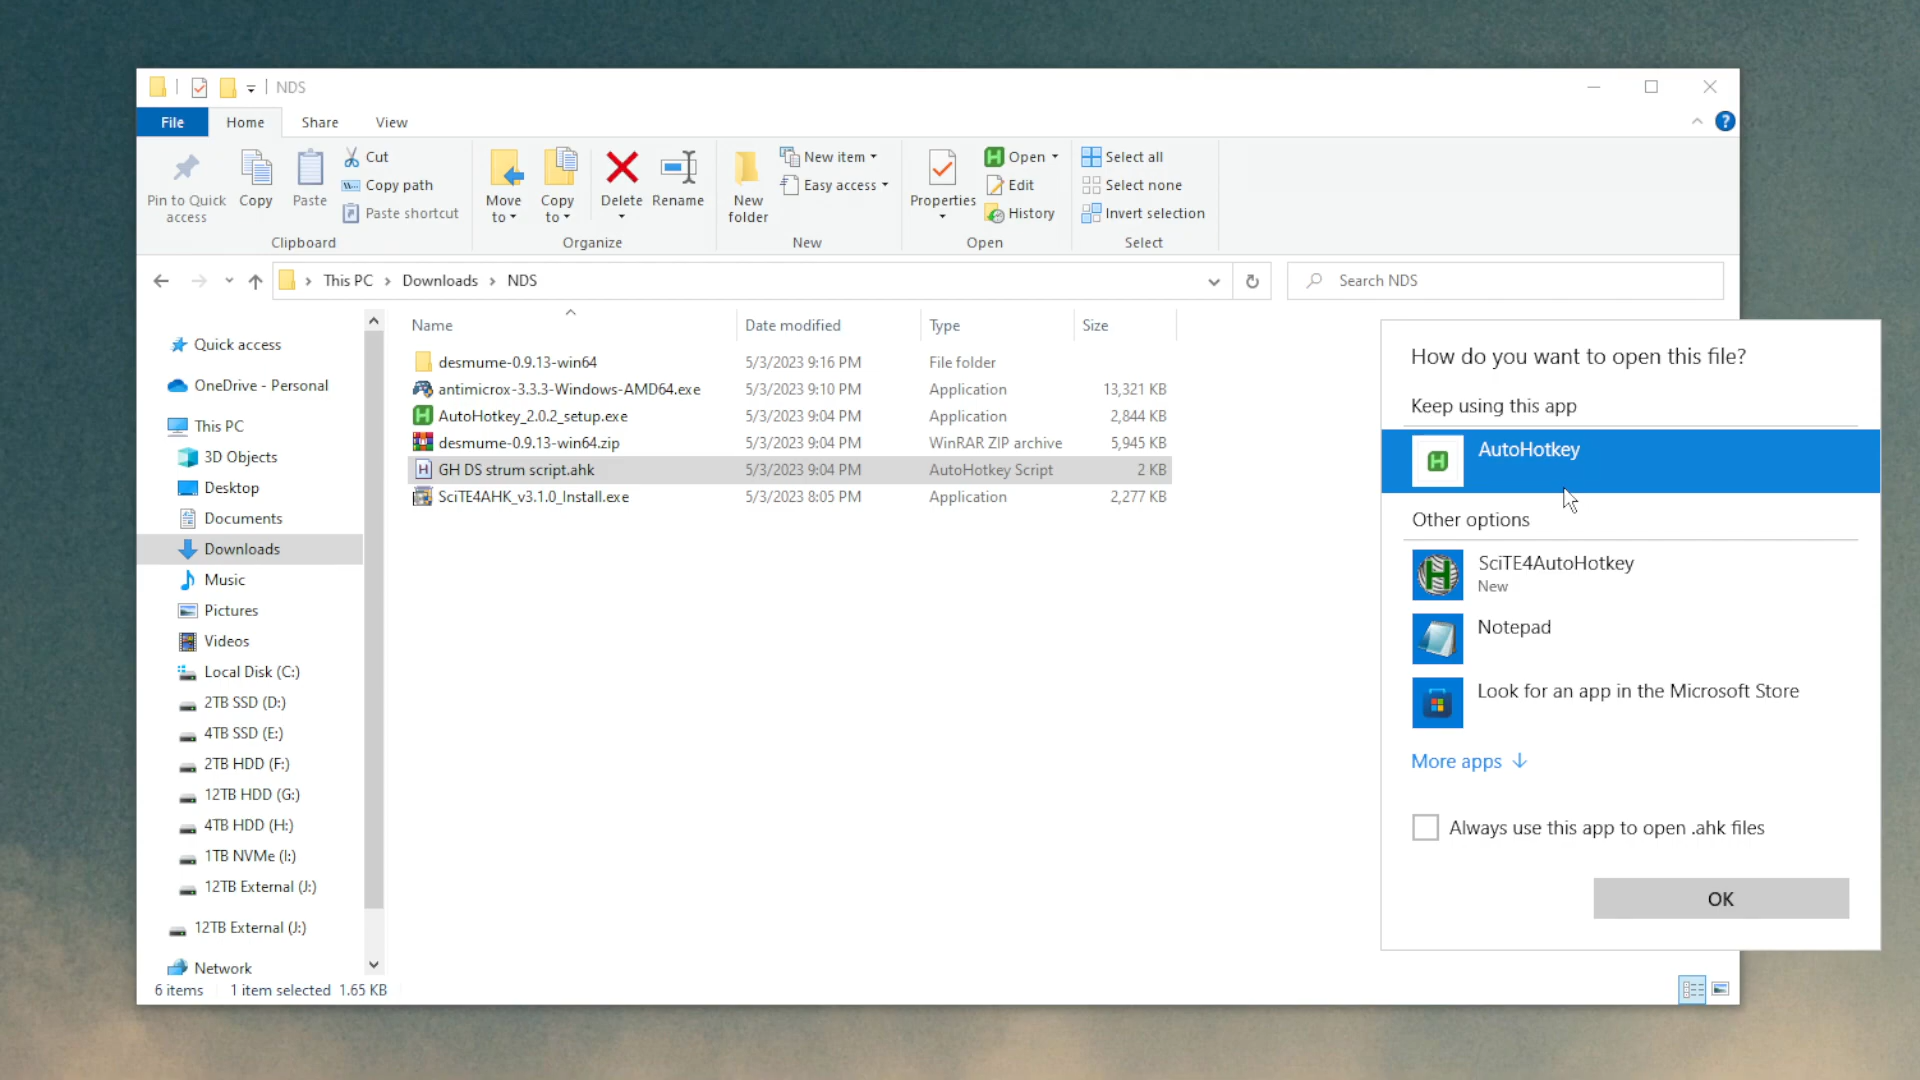 NDS
File
Home
Share
View
Pin to Quick access
Copy
Paste
Cut
Copy path
Paste shortcut
Clipboard
Move to
Copy to
Delete
Rename
Organize
New folder
New item
Easy access
New
Properties
Open
Edit
History
Open
Select all
Select none
Invert selection
Select
This PC > Downloads > NDS
Search NDS
Quick access
OneDrive - Personal
This PC
3D Objects
Desktop
Documents
Downloads
Music
Pictures
Videos
Local Disk (C:)
2TB SSD (D:)
4TB SSD (E:)
2TB HDD (F:)
12TB HDD (G:)
4TB HDD (H:)
1TB NVMe (I:)
12TB External (J:)
12TB External (J:)
Network
Name Date modified Type Size
desmume-0.9.13-win64 5/3/2023 9:16 PM File folder
antimicrox-3.3.3-Windows-AMD64.exe 5/3/2023 9:10 PM Application 13,321 KB
AutoHotkey_2.0.2_setup.exe 5/3/2023 9:04 PM Application 2,844 KB
desmume-0.9.13-win64.zip 5/3/2023 9:04 PM WinRAR ZIP archive 5,945 KB
GH DS strum script.ahk 5/3/2023 9:04 PM AutoHotkey Script 2 KB
SciTE4AHK_v3.1.0_Install.exe 5/3/2023 8:05 PM Application 2,277 KB
How do you want to open this file?
Keep using this app
AutoHotkey
Other options
SciTE4AutoHotkey
New
Notepad
Look for an app in the Microsoft Store
More apps
Always use this app to open .ahk files
OK
6 items 1 item selected 1.65 KB